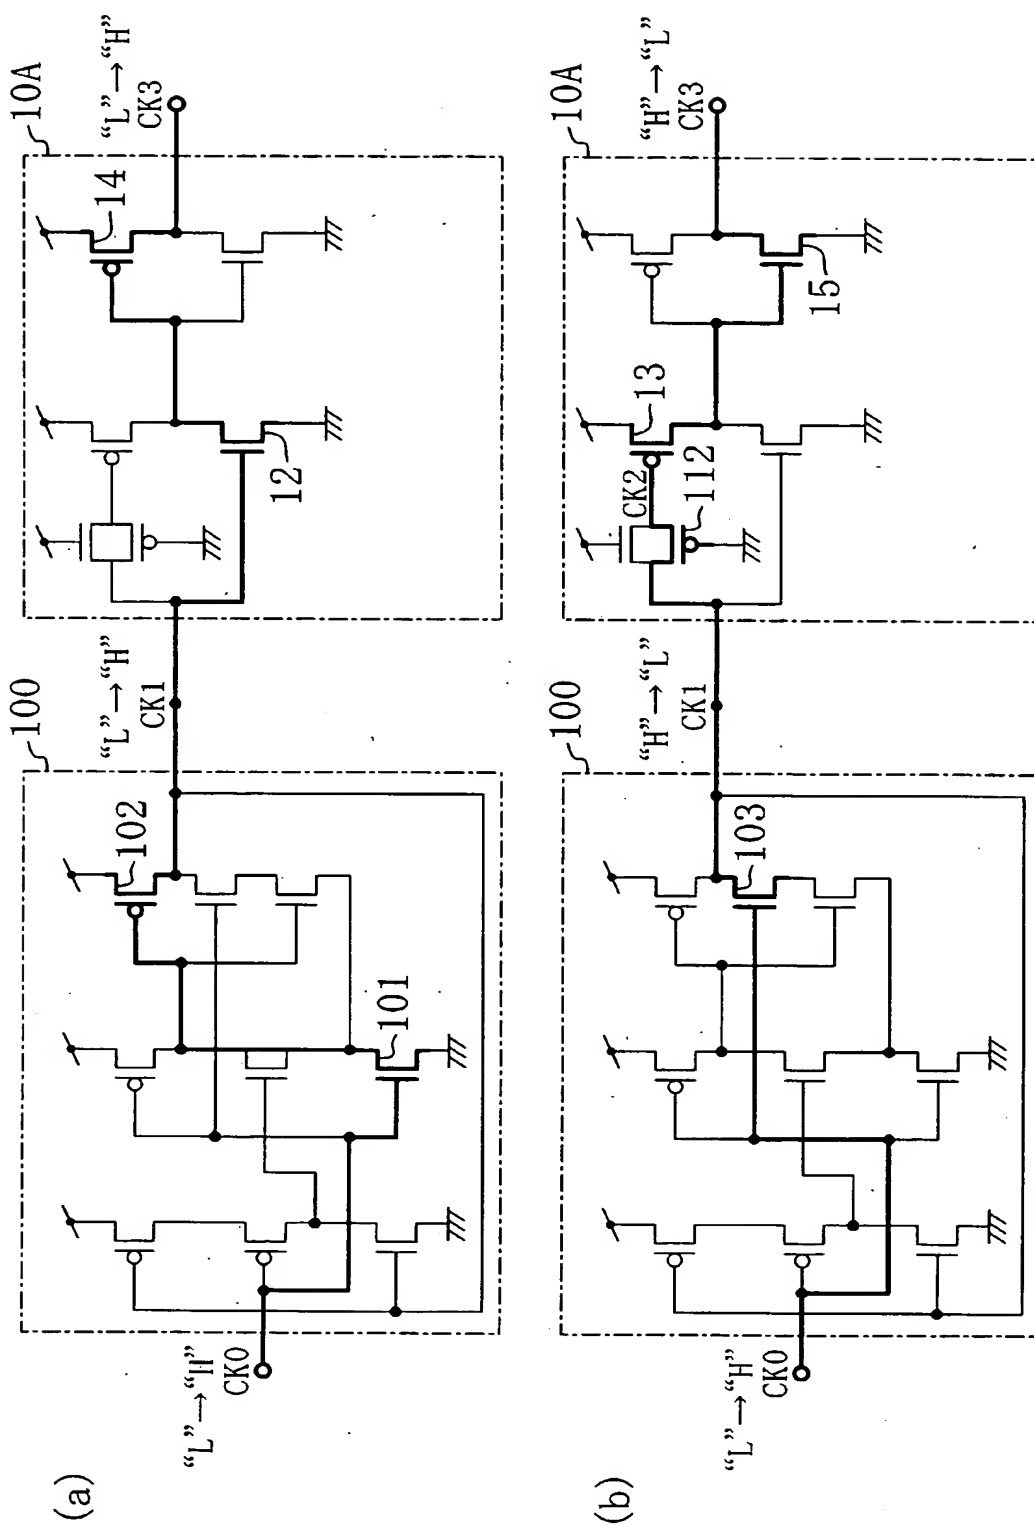 (a)
“L”→“H”
CK0
100
101
102
“L”→“H”
CK1
10A
12
14
“L”→“H”
CK3
(b)
“L”→“H”
CK0
100
103
“H”→“L”
CK1
10A
CK2
112
13
15
“H”→“L”
CK3